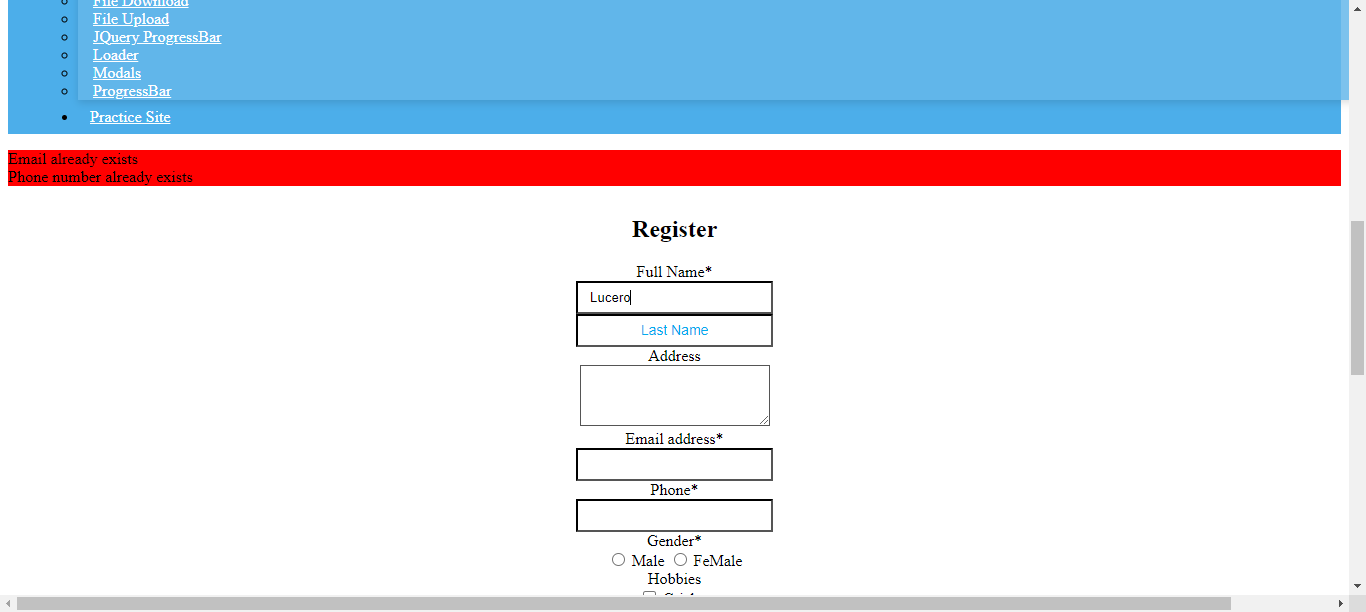 File Download
File Upload
JQuery ProgressBar
Loader
Modals
ProgressBar
Practice Site
Email already exists
Phone number already exists
Register
Full Name*
Lucero
Last Name
Address
Email address*
Phone*
Gender*
Male FeMale
Hobbies